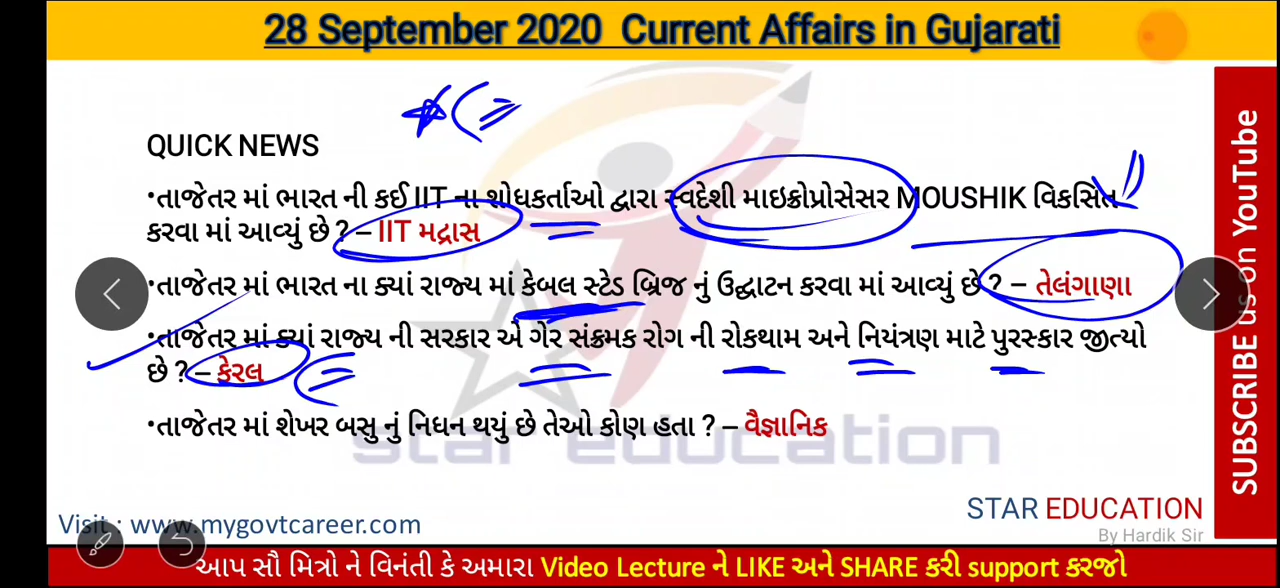 28 September 2020 Current Affairs in Gujarati
QUICK NEWS
•તાજેતર માં ભારત ની કઈ IIT ના શોધકર્તાઓ દ્વારા સ્વદેશી માઇક્રોપ્રોસેસર MOUSHIK વિકસિત
કરવા માં આવ્યું છે ? – IIT મદ્રાસ
•તાજેતર માં ભારત ના ક્યાં રાજ્ય માં કેબલ સ્ટેડ બ્રિજ નું ઉદ્ઘાટન કરવા માં આવ્યું છે ? – તેલંગાણા
•તાજેતર માં ક્યાં રાજ્ય ની સરકાર એ ગેર સંક્રમક રોગ ની રોકથામ અને નિયંત્રણ માટે પુરસ્કાર જીત્યો
છે ? – કેરલ
•તાજેતર માં શેખર બસુ નું નિધન થયું છે તેઓ કોણ હતા ? – વૈજ્ઞાનિક
star education
STAR EDUCATION
Visit : www.mygovtcareer.com
By Hardik Sir
આપ સૌ મિત્રો ને વિનંતી કે અમારા Video Lecture ને LIKE અને SHARE કરી support કરજો
SUBSCRIBE us on YouTube